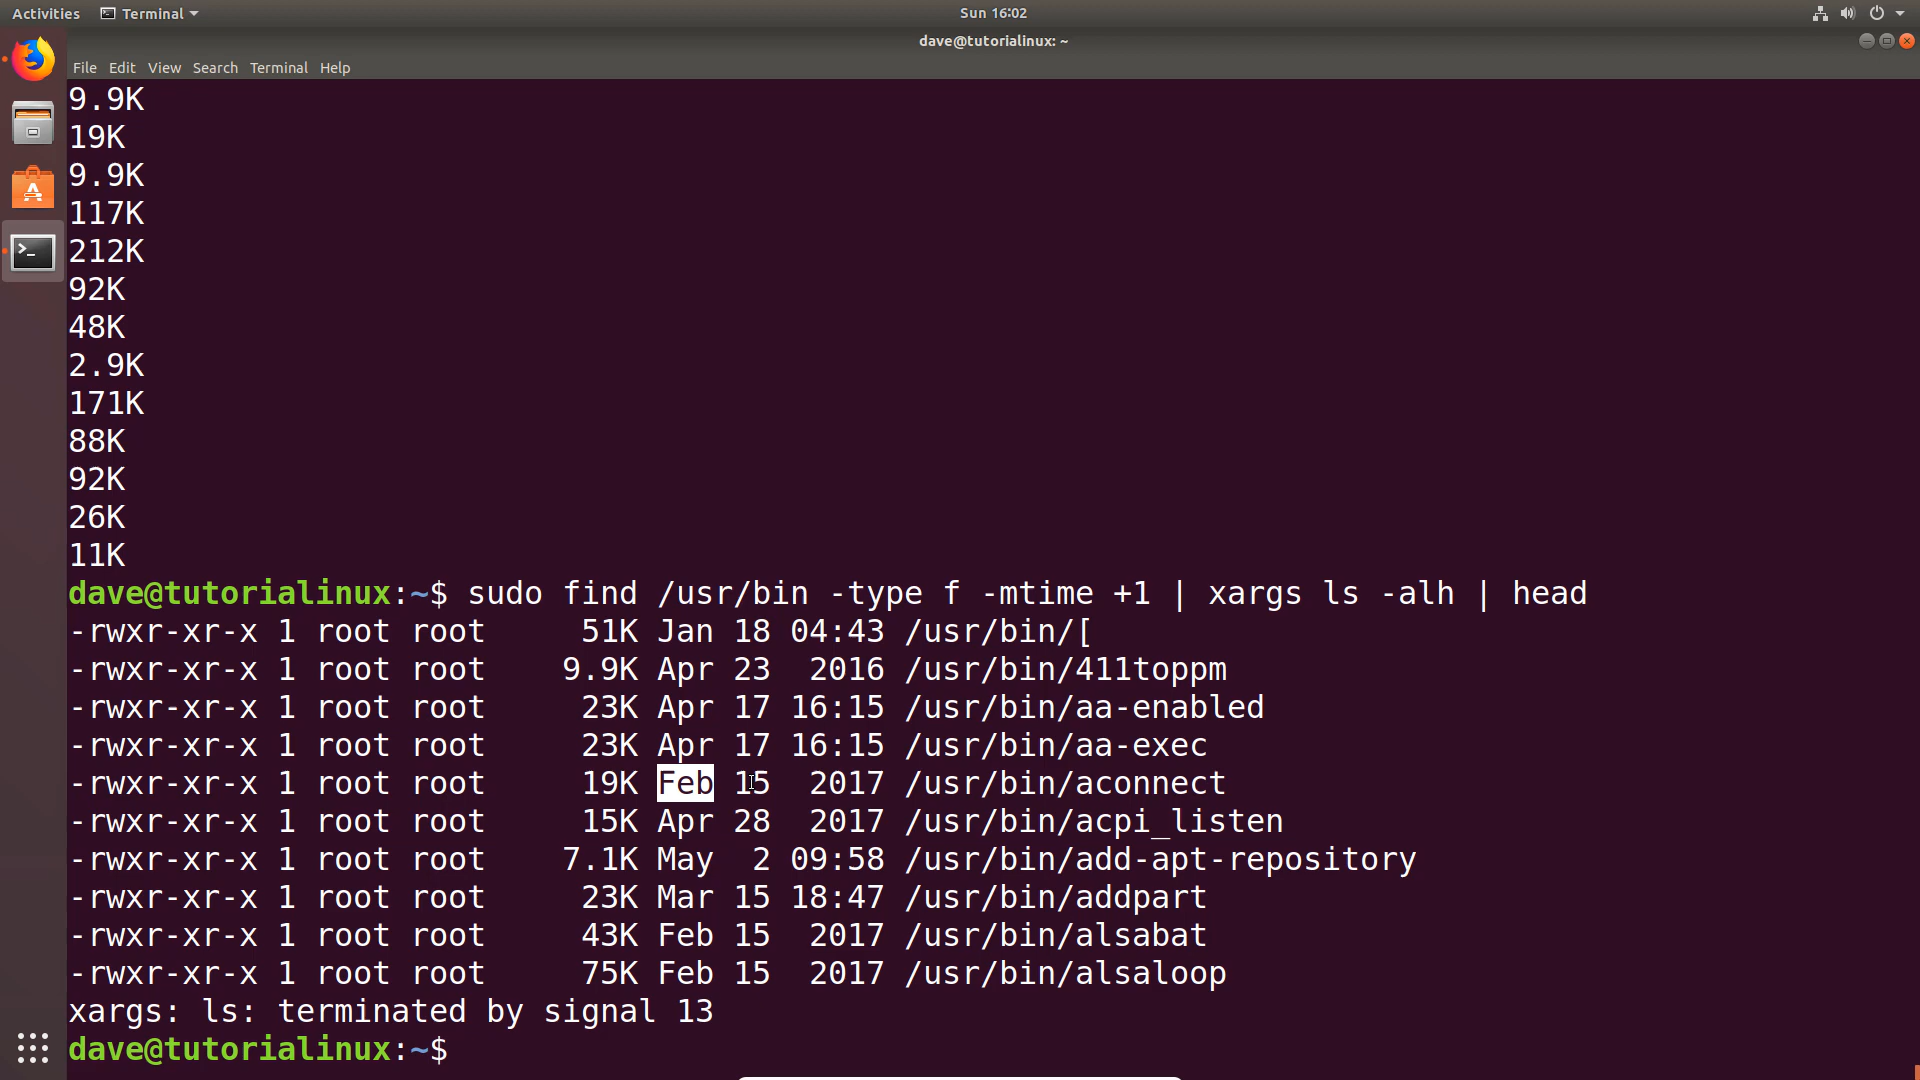 Activities Terminal Sun 16:02
dave@tutorialinux: ~
File Edit View Search Terminal Help
9.9K
19K
9.9K
117K
212K
92K
48K
2.9K
171K
88K
92K
26K
11K
dave@tutorialinux:~$ sudo find /usr/bin -type f -mtime +1 | xargs ls -alh | head
-rwxr-xr-x 1 root root     51K Jan 18 04:43 /usr/bin/[
-rwxr-xr-x 1 root root    9.9K Apr 23  2016 /usr/bin/411toppm
-rwxr-xr-x 1 root root     23K Apr 17 16:15 /usr/bin/aa-enabled
-rwxr-xr-x 1 root root     23K Apr 17 16:15 /usr/bin/aa-exec
-rwxr-xr-x 1 root root     19K Feb 15  2017 /usr/bin/aconnect
-rwxr-xr-x 1 root root     15K Apr 28  2017 /usr/bin/acpi_listen
-rwxr-xr-x 1 root root    7.1K May  2 09:58 /usr/bin/add-apt-repository
-rwxr-xr-x 1 root root     23K Mar 15 18:47 /usr/bin/addpart
-rwxr-xr-x 1 root root     43K Feb 15  2017 /usr/bin/alsabat
-rwxr-xr-x 1 root root     75K Feb 15  2017 /usr/bin/alsaloop
xargs: ls: terminated by signal 13
dave@tutorialinux:~$